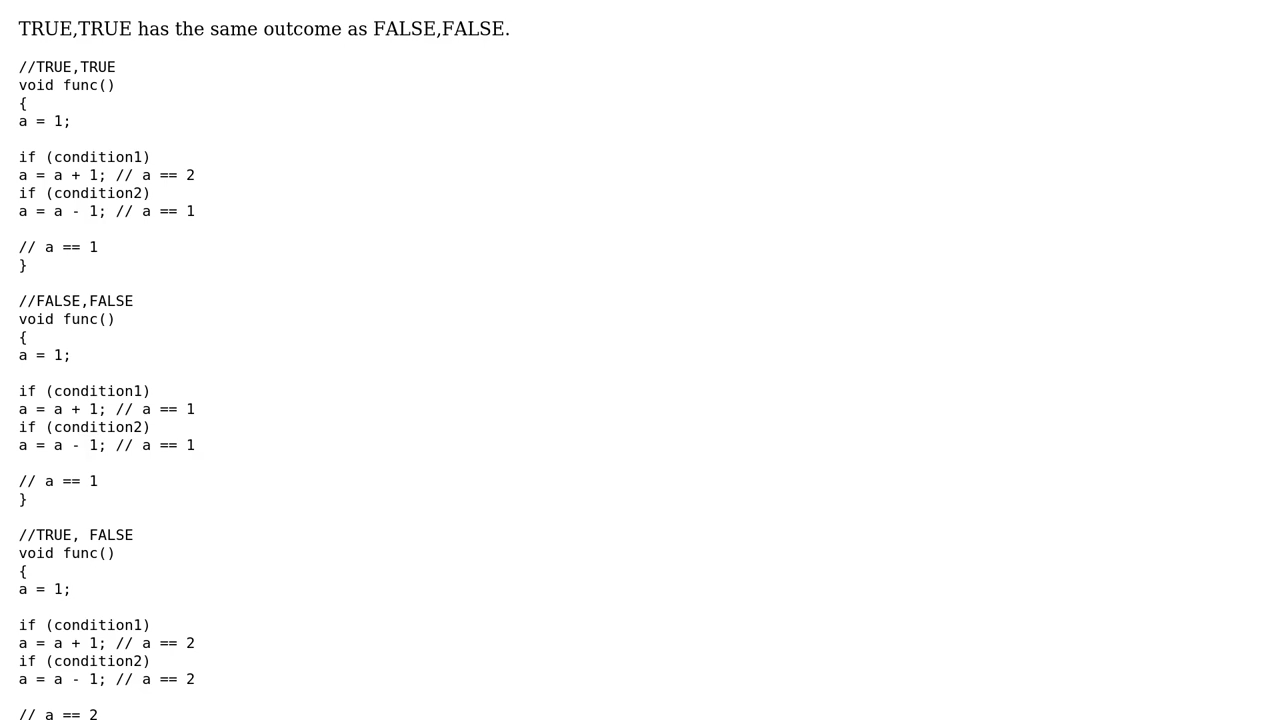 TRUE,TRUE has the same outcome as FALSE,FALSE.
//TRUE,TRUE
void func()
{
a = 1;
if (condition1)
a = a + 1; // a == 2
if (condition2)
a = a - 1; // a == 1
// a == 1
}
//FALSE,FALSE
void func()
{
a = 1;
if (condition1)
a = a + 1; // a == 1
if (condition2)
a = a - 1; // a == 1
// a == 1
}
//TRUE, FALSE
void func()
{
a = 1;
if (condition1)
a = a + 1; // a == 2
if (condition2)
a = a - 1; // a == 2
// a == 2